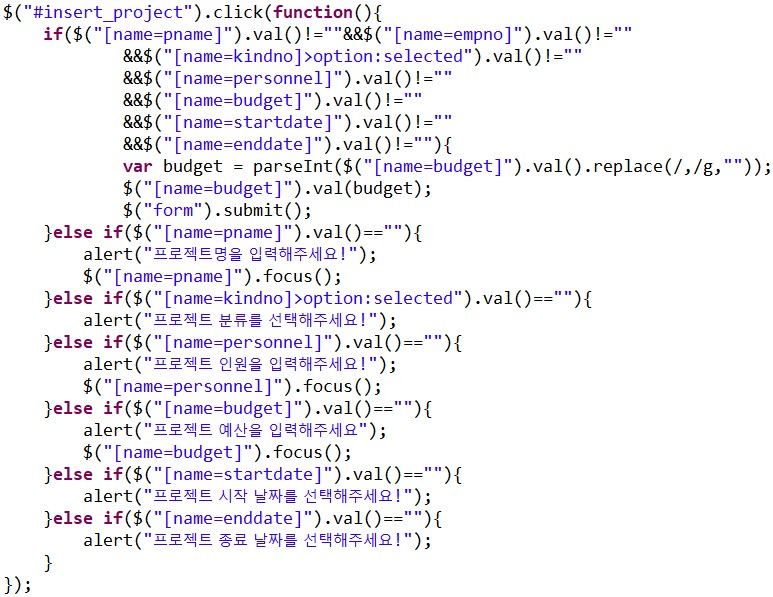 $("#insert_project").click(function(){
    if($("[name=pname]").val()!=""&&$("[name=empno]").val()!=""
            &&$("[name=kindno]>option:selected").val()!=""
            &&$("[name=personnel]").val()!=""
            &&$("[name=budget]").val()!=""
            &&$("[name=startdate]").val()!=""
            &&$("[name=enddate]").val()!=""){
            var budget = parseInt($("[name=budget]").val().replace(/,/g,""));
            $("[name=budget]").val(budget);
            $("form").submit();
    }else if($("[name=pname]").val()==""){
        alert("프로젝트명을 입력해주세요!");
        $("[name=pname]").focus();
    }else if($("[name=kindno]>option:selected").val()==""){
        alert("프로젝트 분류를 선택해주세요!");
    }else if($("[name=personnel]").val()==""){
        alert("프로젝트 인원을 입력해주세요!");
        $("[name=personnel]").focus();
    }else if($("[name=budget]").val()==""){
        alert("프로젝트 예산을 입력해주세요");
        $("[name=budget]").focus();
    }else if($("[name=startdate]").val()==""){
        alert("프로젝트 시작 날짜를 선택해주세요!");
    }else if($("[name=enddate]").val()==""){
        alert("프로젝트 종료 날짜를 선택해주세요!");
    }
});